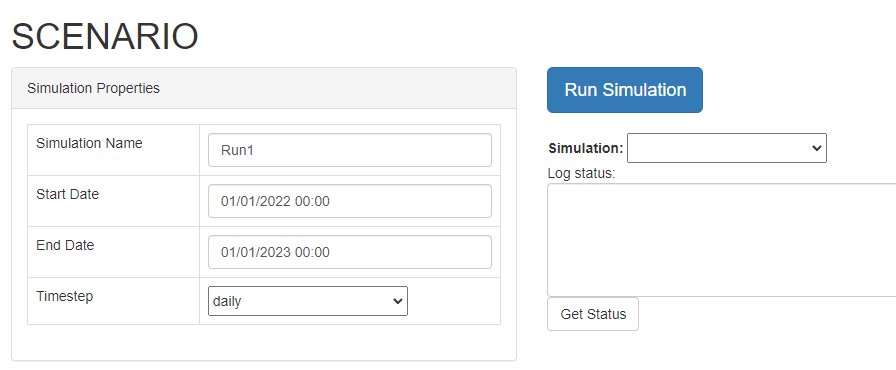 SCENARIO
Simulation Properties
Simulation Name
Run1
Start Date
01/01/2022 00:00
End Date
01/01/2023 00:00
Timestep
daily
Run Simulation
Simulation:
Log status:
Get Status